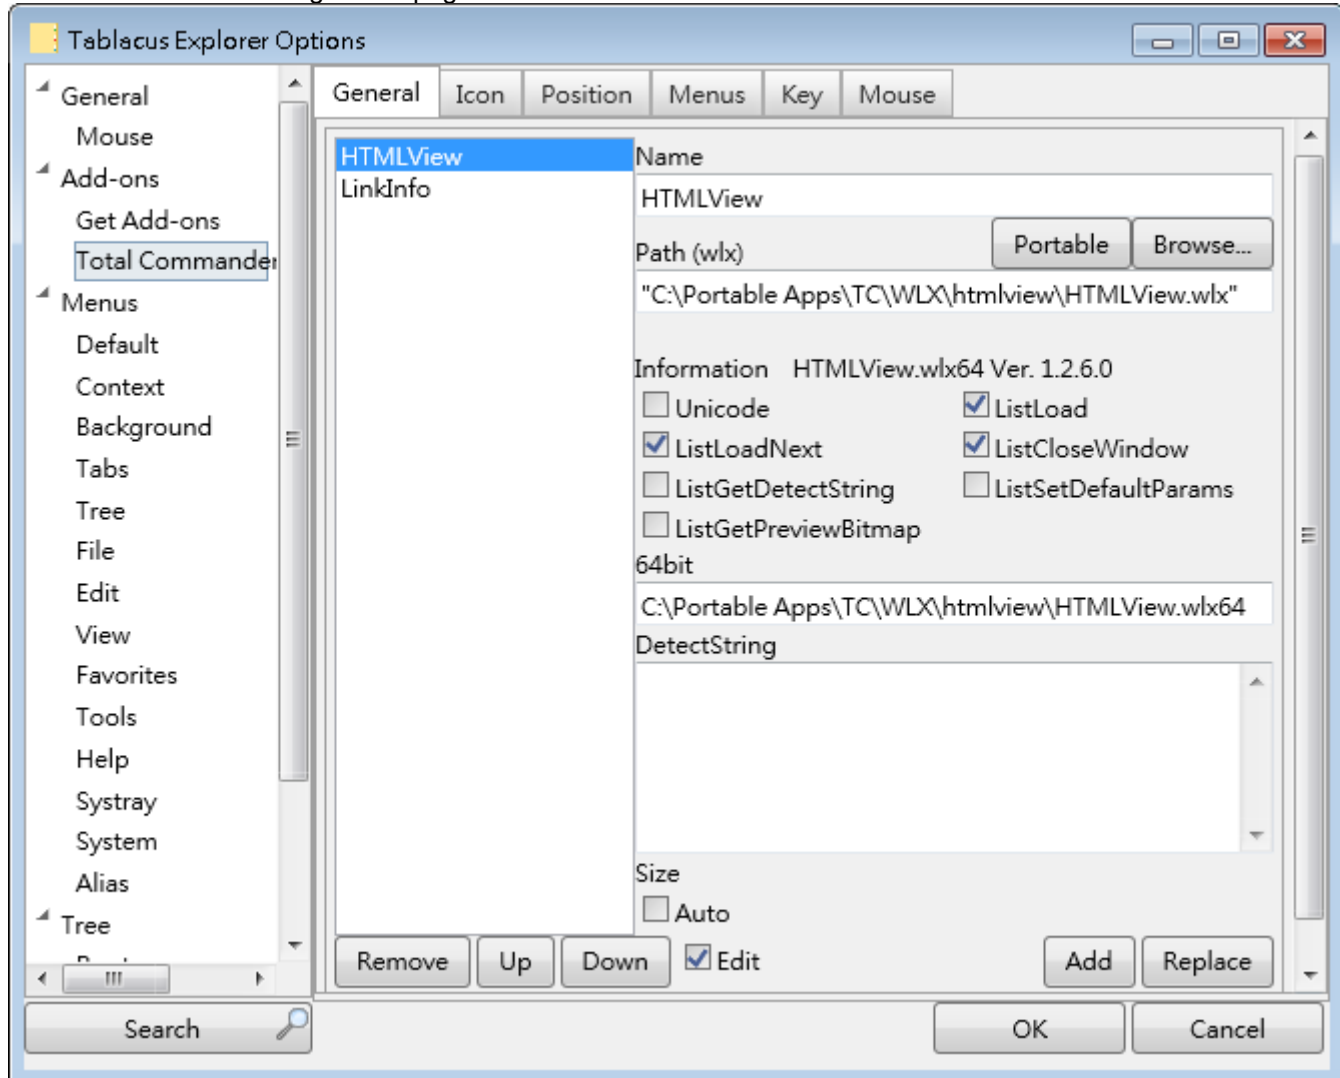 Tablacus Explorer Options
General
Mouse
Add-ons
Get Add-ons
Total Commander
Menus
Default
Context
Background
Tabs
Tree
File
Edit
View
Favorites
Tools
Help
Systray
System
Alias
Tree
Search
General Icon Position Menus Key Mouse
HTMLView
LinkInfo
Name
HTMLView
Path (wlx) Portable Browse...
"C:\Portable Apps\TC\WLX\htmlview\HTMLView.wlx"
Information HTMLView.wlx64 Ver. 1.2.6.0
Unicode ListLoad
ListLoadNext ListCloseWindow
ListGetDetectString ListSetDefaultParams
ListGetPreviewBitmap
64bit
C:\Portable Apps\TC\WLX\htmlview\HTMLView.wlx64
DetectString
Size
Auto
Remove Up Down Edit Add Replace
OK Cancel